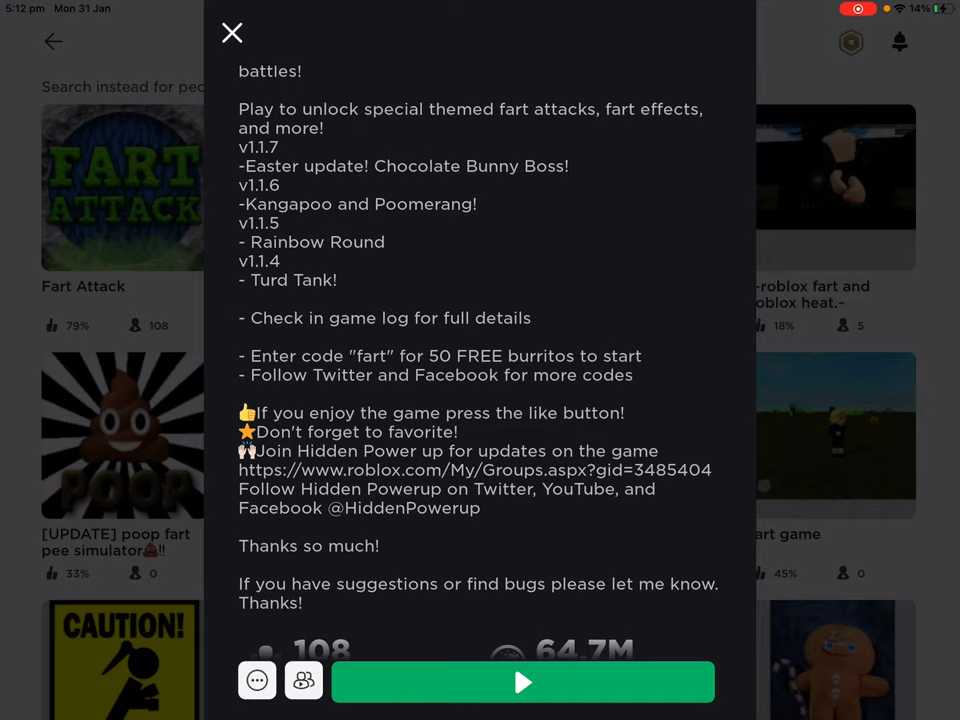 5:12 pm Mon 31 Jan
14%
battles!
Search instead for pec
Play to unlock special themed fart attacks, fart effects,
and more!
v1.1.7
-Easter update! Chocolate Bunny Boss!
v1.1.6
-Kangapoo and Poomerang!
v1.1.5
- Rainbow Round
v1.1.4
- Turd Tank!
- Check in game log for full details
- Enter code "fart" for 50 FREE burritos to start
- Follow Twitter and Facebook for more codes
👍If you enjoy the game press the like button!
⭐Don't forget to favorite!
🙌🏻Join Hidden Power up for updates on the game
https://www.roblox.com/My/Groups.aspx?gid=3485404
Follow Hidden Powerup on Twitter, YouTube, and
Facebook @HiddenPowerup
Thanks so much!
If you have suggestions or find bugs please let me know.
Thanks!
108
64.7M
FART
ATTACK
Fart Attack
79% 108
POOP
[UPDATE] poop fart
pee simulator💩!!
33% 0
CAUTION!
-roblox fart and
oblox heat.-
18% 5
art game
45% 0